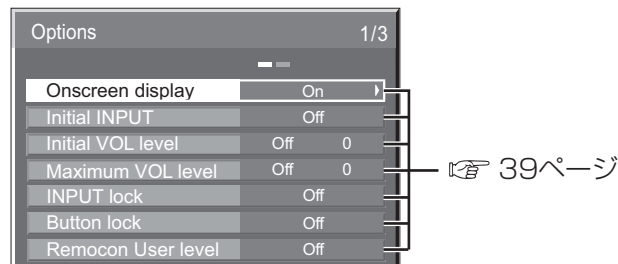 Options 1/3
Onscreen display On
Initial INPUT Off
Initial VOL level Off 0
Maximum VOL level Off 0
INPUT lock Off
Button lock Off
Remocon User level Off
☞ 39ページ